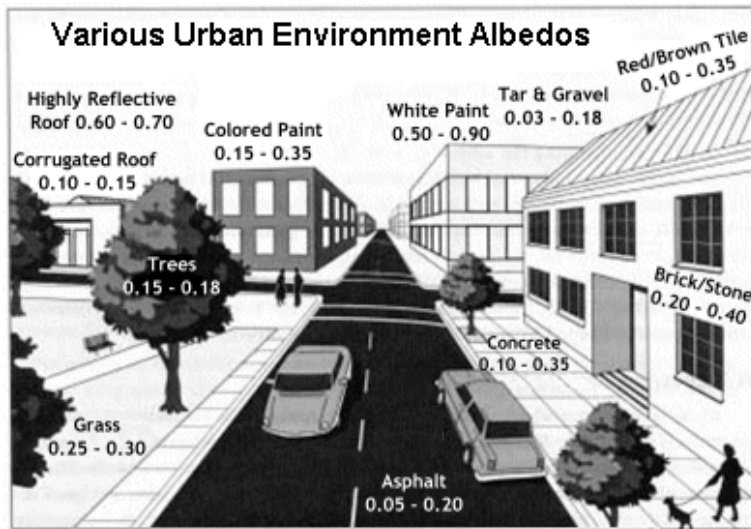 Various Urban Environment Albedos
Highly Reflective
Roof 0.60 - 0.70
Corrugated Roof
0.10 - 0.15
Colored Paint
0.15 - 0.35
White Paint
0.50 - 0.90
Tar & Gravel
0.03 - 0.18
Red/Brown Tile
0.10 - 0.35
Trees
0.15 - 0.18
Brick/Stone
0.20 - 0.40
Concrete
0.10 - 0.35
Grass
0.25 - 0.30
Asphalt
0.05 - 0.20